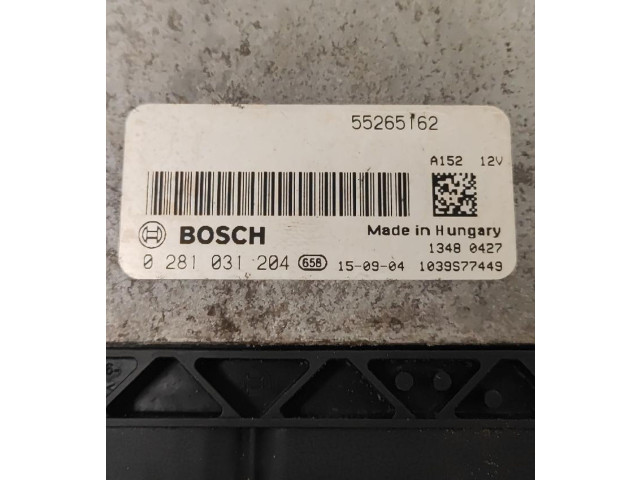 55265162
A152 12V
BOSCH
Made in Hungary
1348 0427
0 281 031 204 658 15-09-04 1039S77449